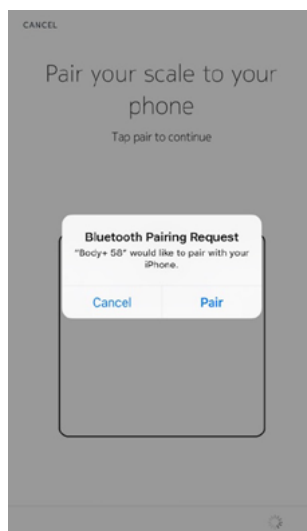 CANCEL
Pair your scale to your
phone
Tap pair to continue
Bluetooth Pairing Request
"Body+ 58" would like to pair with your
iPhone.
Cancel
Pair